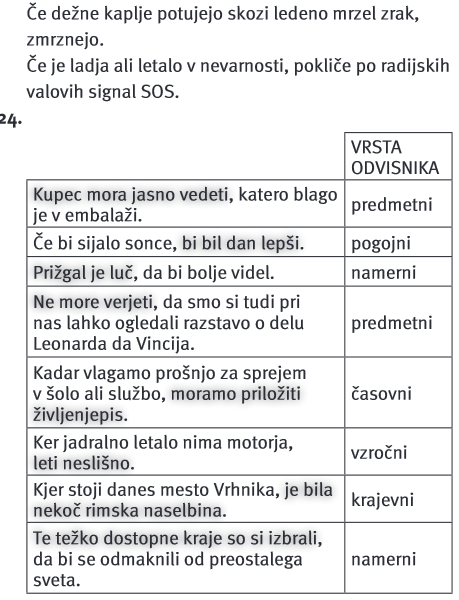 Če dežne kaplje potujejo skozi ledeno mrzel zrak,
zmrznejo.
Če je ladja ali letalo v nevarnosti, pokliče po radijskih
valovih signal SOS.
24.
VRSTA
ODVISNIKA
Kupec mora jasno vedeti, katero blago
je v embalaži.
predmetni
Če bi sijalo sonce, bi bil dan lepši.
pogojni
Prižgal je luč, da bi bolje videl.
namerni
Ne more verjeti, da smo si tudi pri
nas lahko ogledali razstavo o delu
Leonarda da Vincija.
predmetni
Kadar vlagamo prošnjo za sprejem
v šolo ali službo, moramo priložiti
življenjepis.
časovni
Ker jadralno letalo nima motorja,
leti neslišno.
vzročni
Kjer stoji danes mesto Vrhnika, je bila
nekoč rimska naselbina.
krajevni
Te težko dostopne kraje so si izbrali,
da bi se odmaknili od preostalega
sveta.
namerni